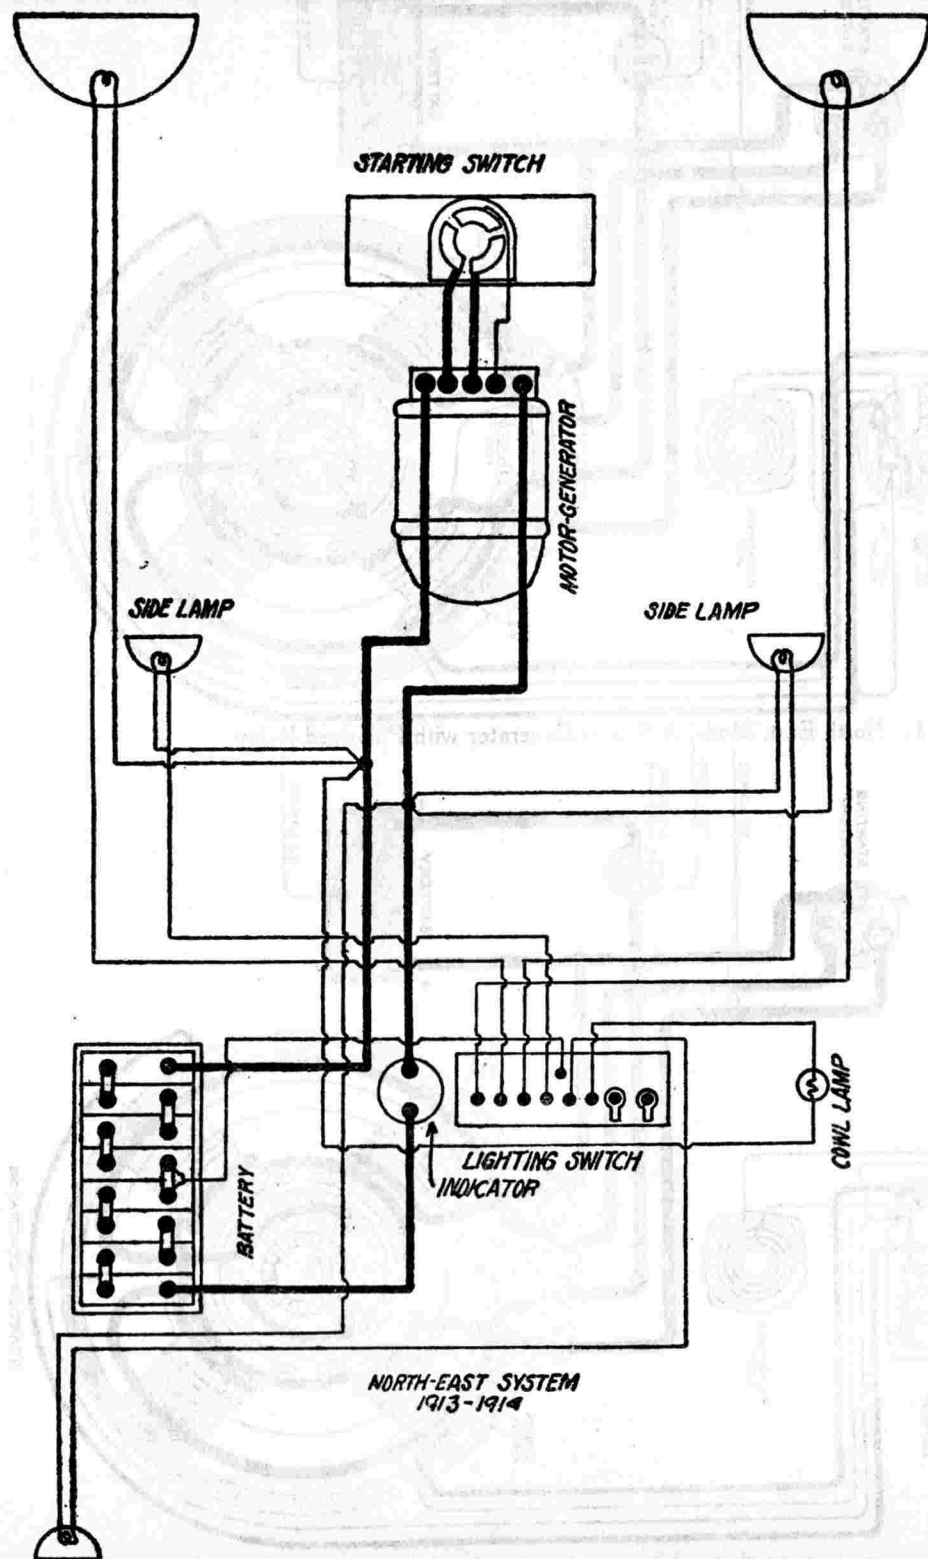 STARTING SWITCH
MOTOR-GENERATOR
SIDE LAMP
SIDE LAMP
COWL LAMP
LIGHTING SWITCH
INDICATOR
BATTERY
NORTH-EAST SYSTEM
1913-1914